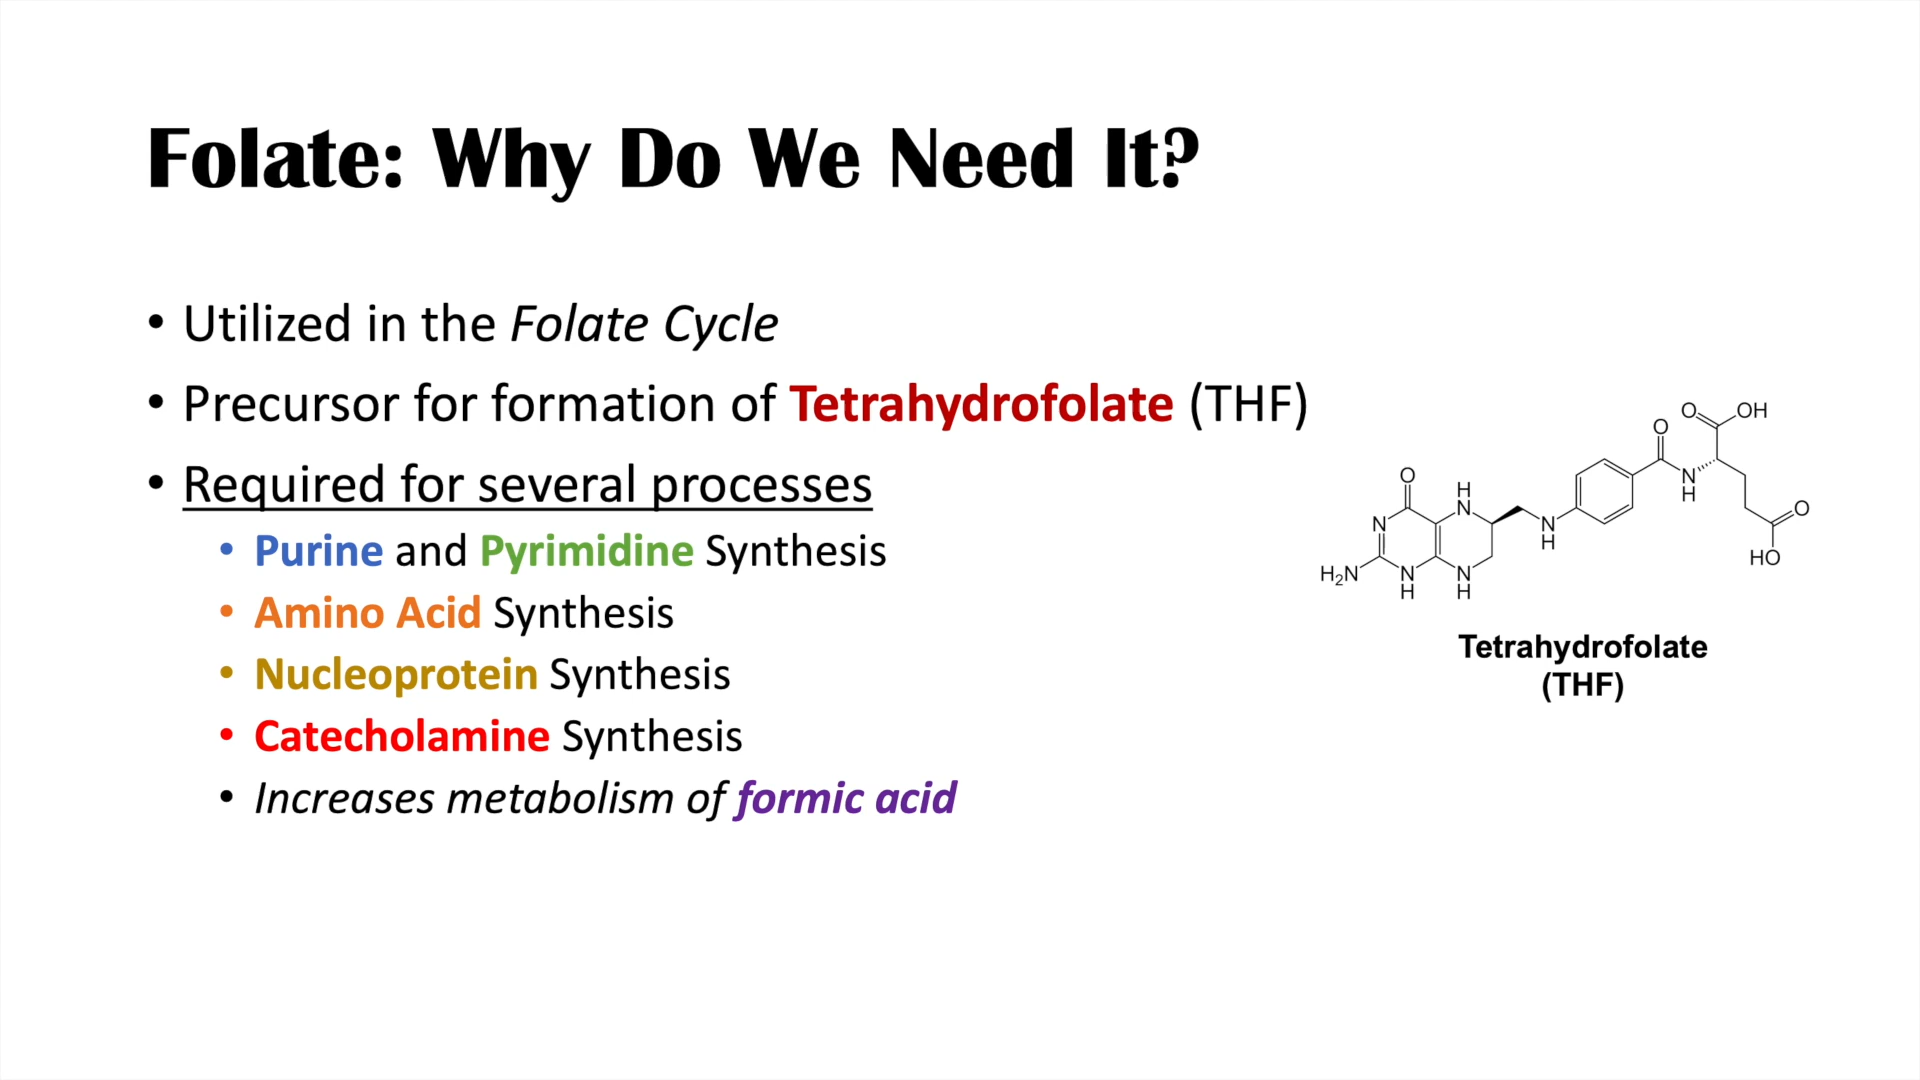 Folate: Why Do We Need It?
• Utilized in the Folate Cycle
• Precursor for formation of Tetrahydrofolate (THF)
• Required for several processes
• Purine and Pyrimidine Synthesis
• Amino Acid Synthesis
• Nucleoprotein Synthesis
• Catecholamine Synthesis
• Increases metabolism of formic acid
O OH
O
N
H
O
HO
O
H
N
N
N
H
H₂N
N
H
N
H
Tetrahydrofolate
(THF)